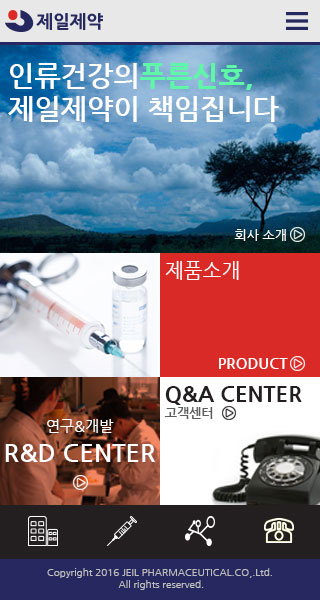 제일제약
인류건강의푸른신호,
제일제약이 책임집니다
회사 소개
제품소개
PRODUCT
연구&개발
R&D CENTER
Q&A CENTER
고객센터
Copyright 2016 JEIL PHARMACEUTICAL.CO,.Ltd.
All rights reserved.